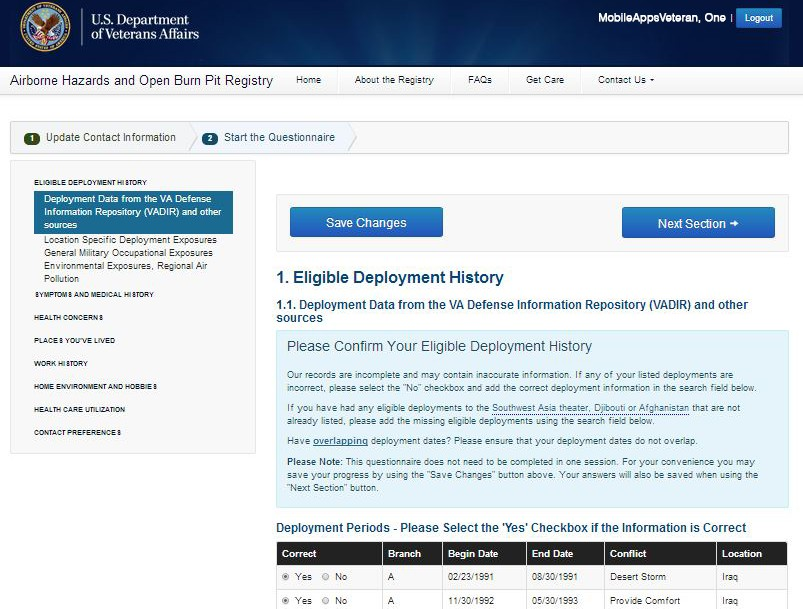 U.S. Department
of Veterans Affairs
MobileAppsVeteran, One | Logout
Airborne Hazards and Open Burn Pit Registry Home About the Registry FAQs Get Care Contact Us
1 Update Contact Information 2 Start the Questionnaire
ELIGIBLE DEPLOYMENT HISTORY
Deployment Data from the VA Defense
Information Repository (VADIR) and other
sources
Location Specific Deployment Exposures
General Military Occupational Exposures
Environmental Exposures, Regional Air
Pollution
SYMPTOMS AND MEDICAL HISTORY
HEALTH CONCERNS
PLACES YOU'VE LIVED
WORK HISTORY
HOME ENVIRONMENT AND HOBBIES
HEALTH CARE UTILIZATION
CONTACT PREFERENCES
Save Changes Next Section →
1. Eligible Deployment History
1.1. Deployment Data from the VA Defense Information Repository (VADIR) and other
sources
Please Confirm Your Eligible Deployment History
Our records are incomplete and may contain inaccurate information. If any of your listed deployments are
incorrect, please select the "No" checkbox and add the correct deployment information in the search field below.
If you have had any eligible deployments to the Southwest Asia theater, Djibouti or Afghanistan that are not
already listed, please add the missing eligible deployments using the search field below.
Have overlapping deployment dates? Please ensure that your deployment dates do not overlap.
Please Note: This questionnaire does not need to be completed in one session. For your convenience you may
save your progress by using the "Save Changes" button above. Your answers will also be saved when using the
"Next Section" button.
Deployment Periods - Please Select the 'Yes' Checkbox if the Information is Correct
Correct Branch Begin Date End Date Conflict Location
Yes No A 02/23/1991 08/30/1991 Desert Storm Iraq
Yes No A 11/30/1992 05/30/1993 Provide Comfort Iraq